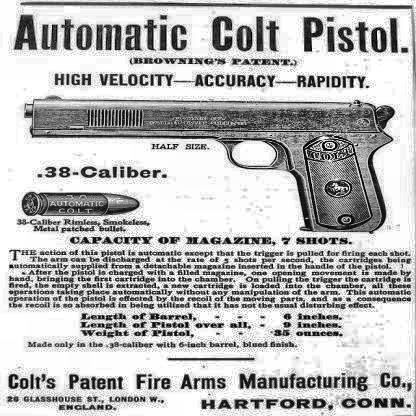 Automatic Colt Pistol.
(BROWNING'S PATENT.)
HIGH VELOCITY—ACCURACY—RAPIDITY.
COLT
HALF SIZE.
.38-Caliber.
AUTOMATIC
COLT
38-Caliber Rimless, Smokeless,
Metal patched bullet.
CAPACITY OF MAGAZINE, 7 SHOTS.
THE action of this pistol is automatic except that the trigger is pulled for firing each shot.
The arm can be discharged at the rate of 5 shots per second, the cartridges being
automatically supplied from a detachable magazine inserted in the handle of the pistol.
After the pistol is charged with a filled magazine, one opening movement is made by
hand, bringing the first cartridge into the chamber. On pulling the trigger the cartridge is
fired, the empty shell is extracted, a new cartridge is loaded into the chamber, all these
operations taking place automatically without any manipulation of the arm. This automatic
operation of the pistol is effected by the recoil of the moving parts, and as a consequence
the recoil is so absorbed in being utilised that it has not the usual disturbing effect.
Length of Barrel, - 6 inches.
Length of Pistol over all, - 9 inches.
Weight of Pistol, - 35 ounces.
Made only in the .38-caliber with 6-inch barrel, blued finish.
Colt's Patent Fire Arms Manufacturing Co.,
26 GLASSHOUSE ST., LONDON W.,
ENGLAND.
HARTFORD, CONN.